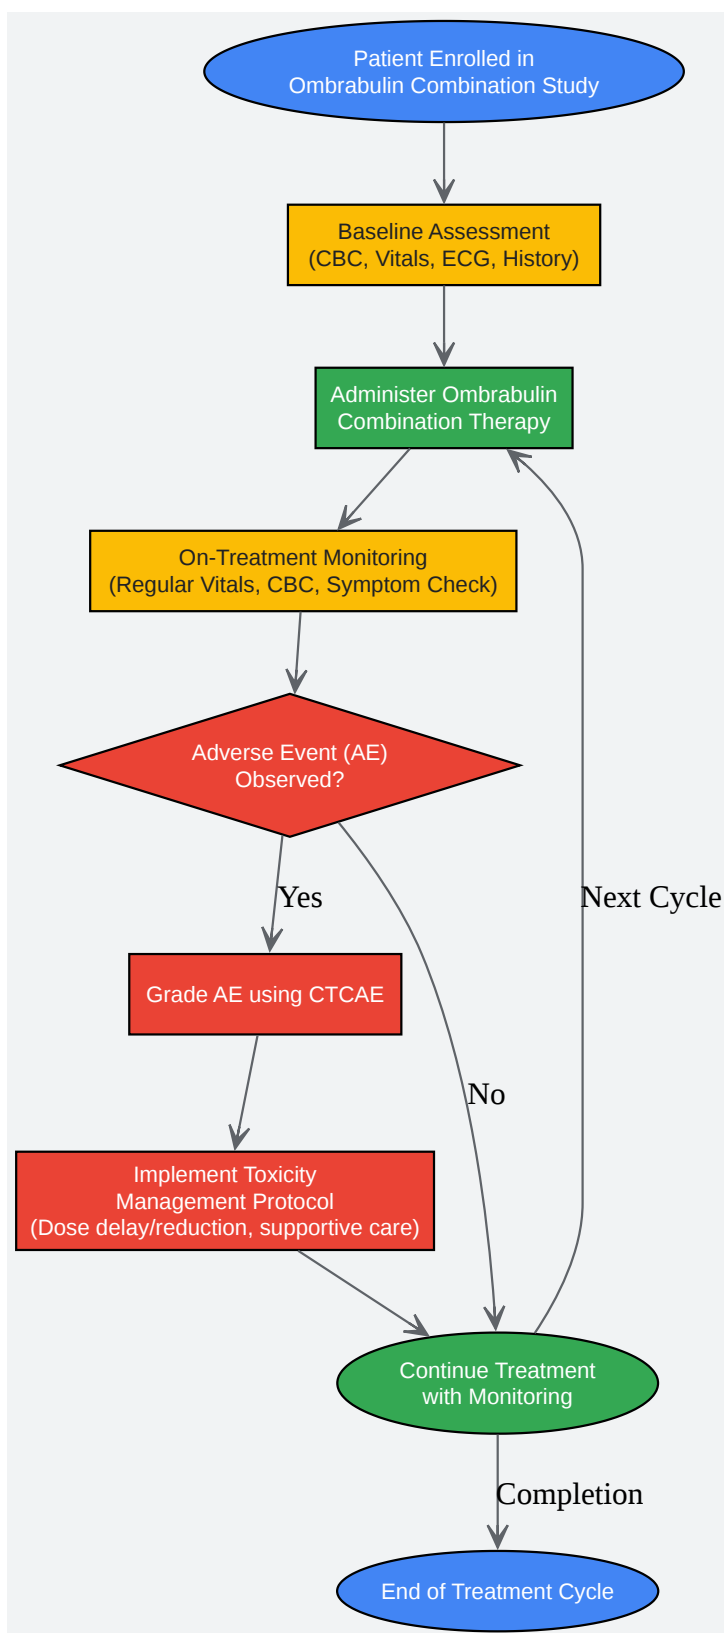 Patient Enrolled in
Ombrabulin Combination Study
Baseline Assessment
(CBC, Vitals, ECG, History)
Administer Ombrabulin
Combination Therapy
On-Treatment Monitoring
(Regular Vitals, CBC, Symptom Check)
Adverse Event (AE)
Observed?
Yes
Next Cycle
Grade AE using CTCAE
No
Implement Toxicity
Management Protocol
(Dose delay/reduction, supportive care)
Continue Treatment
with Monitoring
Completion
End of Treatment Cycle